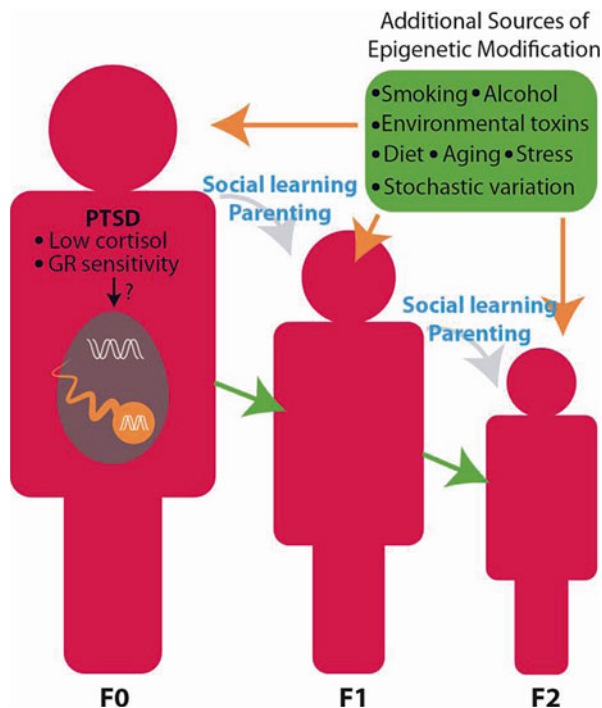 Additional Sources of
Epigenetic Modification
•Smoking •Alcohol
•Environmental toxins
•Diet •Aging •Stress
•Stochastic variation
Social learning
Parenting
PTSD
• Low cortisol
• GR sensitivity
?
Social learning
Parenting
F0
F1
F2